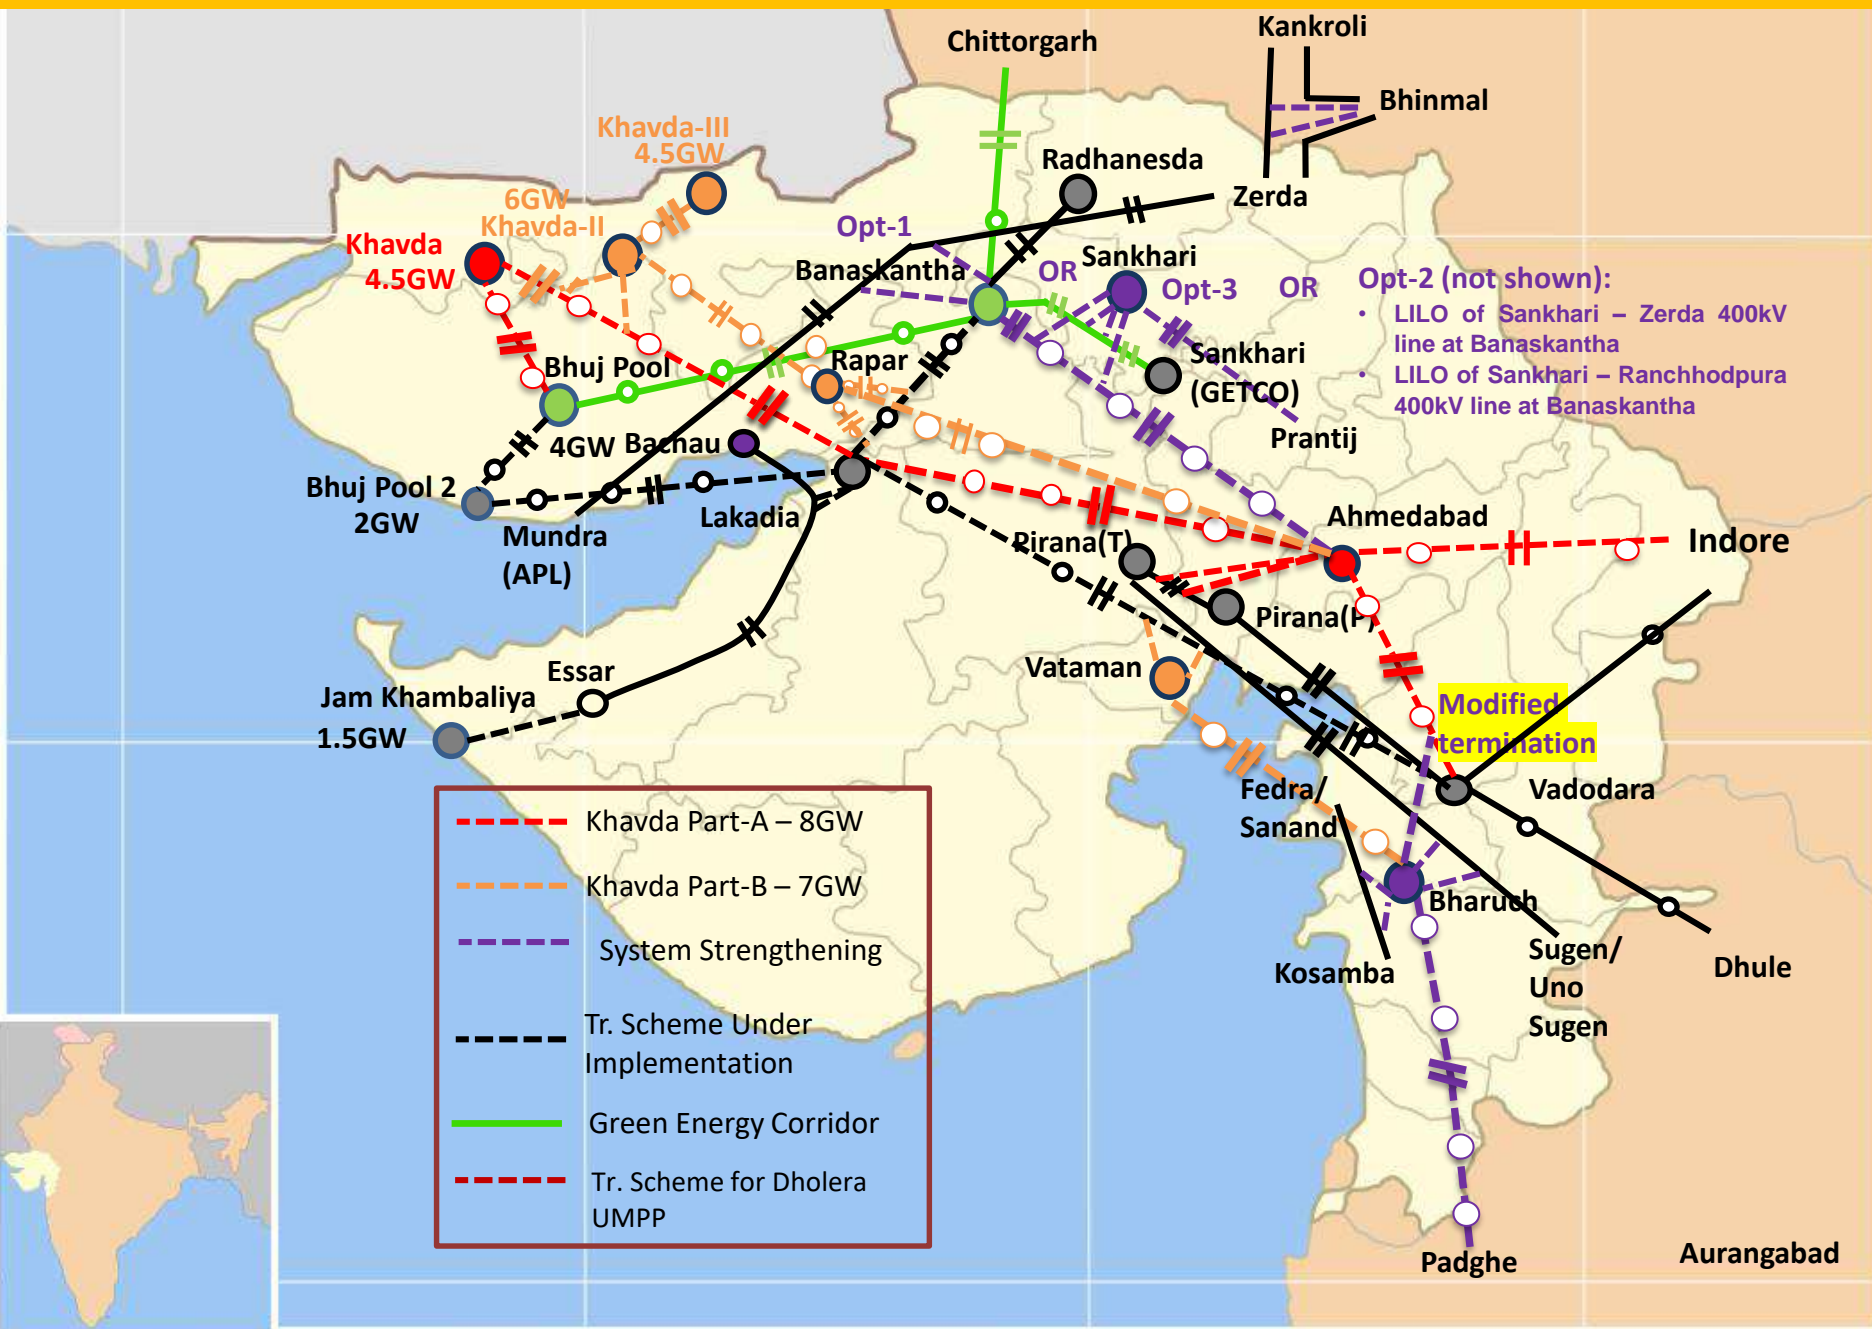 Kankroli
Chittorgarh
Bhinmal
Khavda-III
4.5GW
Radhanesda
6GW
Khavda-II
Zerda
Opt-1
Khavda
4.5GW
Banaskantha
OR
Sankhari
Opt-3
OR
Opt-2 (not shown):
• LILO of Sankhari – Zerda 400kV
line at Banaskantha
• LILO of Sankhari – Ranchhodpura
400kV line at Banaskantha
Bhuj Pool
Rapar
Sankhari
(GETCO)
4GW
Bachau
Prantij
Bhuj Pool 2
2GW
Lakadia
Mundra
(APL)
Ahmedabad
Pirana(T)
Indore
Pirana(P)
Essar
Vataman
Jam Khambaliya
1.5GW
Modified
termination
Fedra/
Sanand
Vadodara
Bharuch
Kosamba
Sugen/
Uno
Sugen
Dhule
Khavda Part-A – 8GW
Khavda Part-B – 7GW
System Strengthening
Tr. Scheme Under
Implementation
Green Energy Corridor
Tr. Scheme for Dholera
UMPP
Padghe
Aurangabad